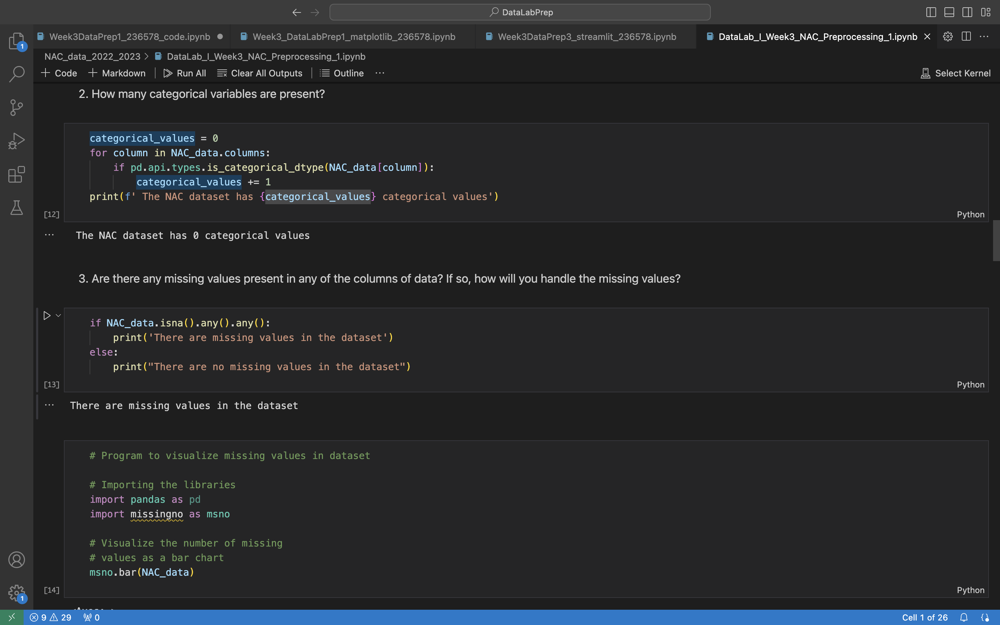 DataLabPrep
1
Week3DataPrep1_236578_code.ipynb
Week3_DataLabPrep1_matplotlib_236578.ipynb
Week3DataPrep3_streamlit_236578.ipynb
DataLab_I_Week3_NAC_Preprocessing_1.ipynb
NAC_data_2022_2023 > DataLab_I_Week3_NAC_Preprocessing_1.ipynb
+ Code + Markdown | Run All Clear All Outputs | Outline ...
Select Kernel
2. How many categorical variables are present?
categorical_values = 0
for column in NAC_data.columns:
    if pd.api.types.is_categorical_dtype(NAC_data[column]):
        categorical_values += 1
print(f' The NAC dataset has {categorical_values} categorical values')
[12]
Python
... The NAC dataset has 0 categorical values
3. Are there any missing values present in any of the columns of data? If so, how will you handle the missing values?
if NAC_data.isna().any().any():
    print('There are missing values in the dataset')
else:
    print("There are no missing values in the dataset")
[13]
Python
... There are missing values in the dataset
# Program to visualize missing values in dataset
# Importing the libraries
import pandas as pd
import missingno as msno
# Visualize the number of missing
# values as a bar chart
msno.bar(NAC_data)
[14]
Python
1
9 29 0
Cell 1 of 26